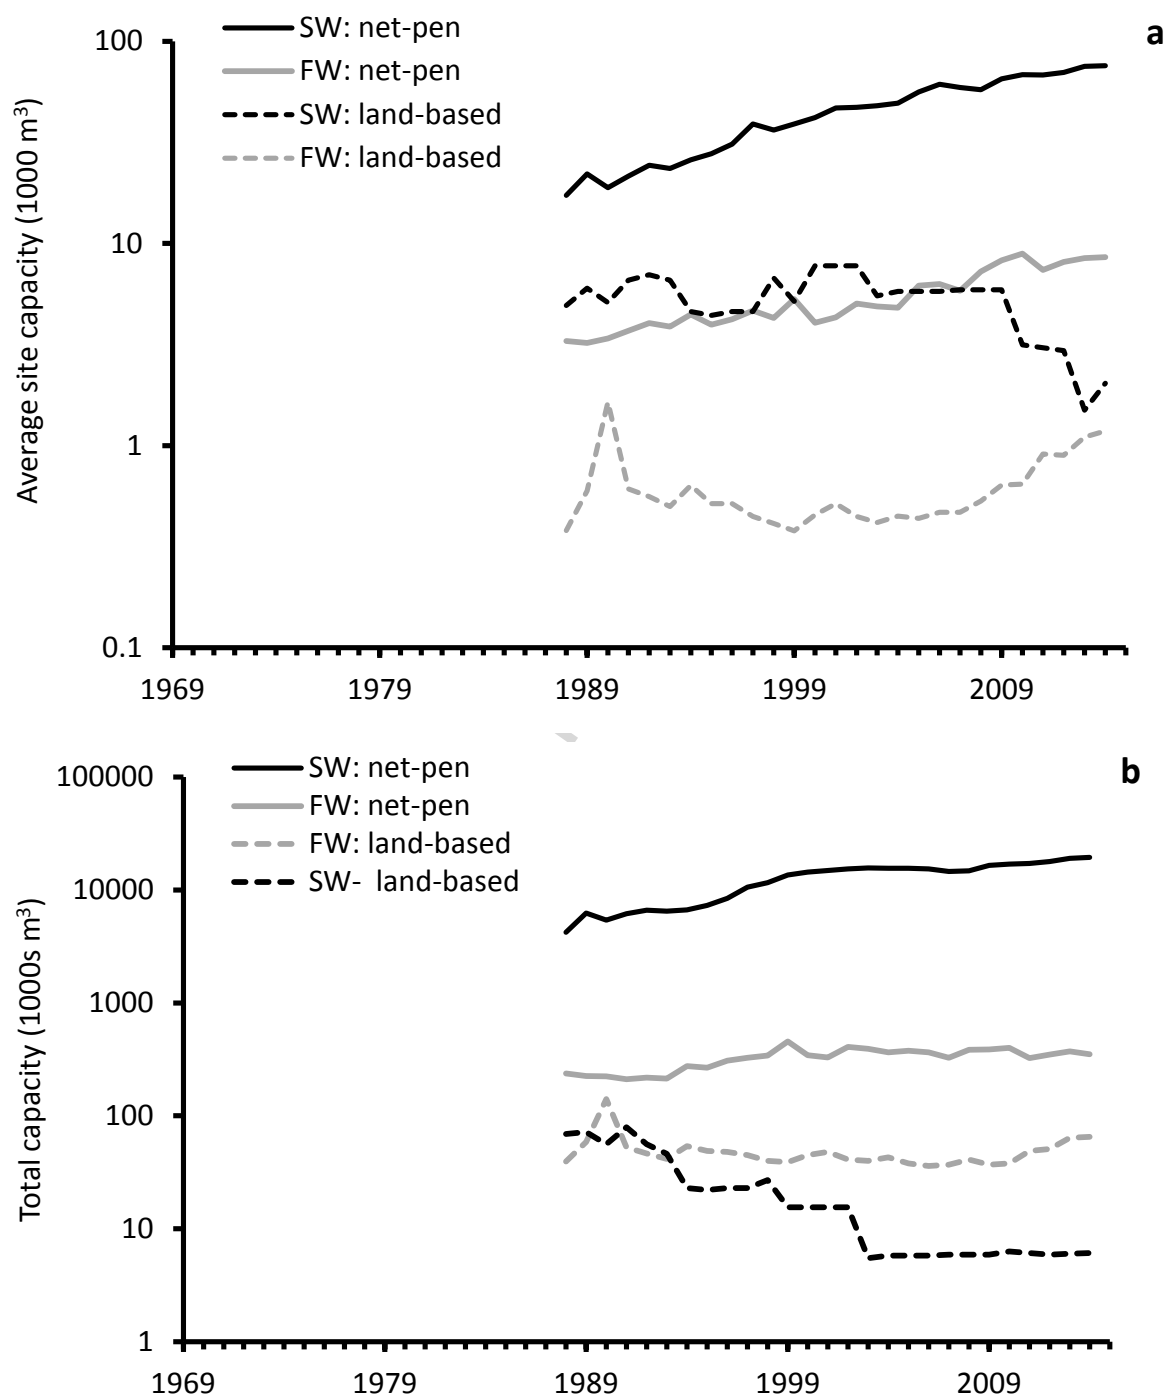 a
SW: net-pen
FW: net-pen
SW: land-based
FW: land-based
Average site capacity (1000 m³)
100
10
1
0.1
1969 1979 1989 1999 2009
b
SW: net-pen
FW: net-pen
FW: land-based
SW- land-based
Total capacity (1000s m³)
100000
10000
1000
100
10
1
1969 1979 1989 1999 2009